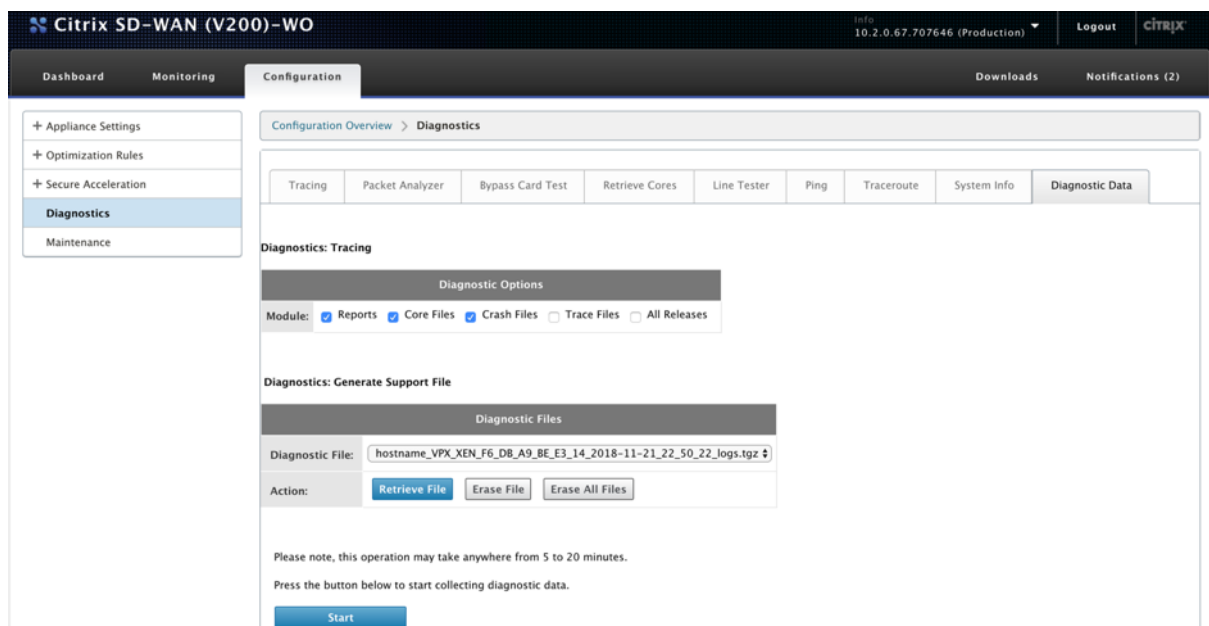 Citrix SD-WAN (V200)-WO
Info
10.2.0.67.707646 (Production)
Logout
CITRIX
Dashboard Monitoring Configuration Downloads Notifications (2)
+ Appliance Settings
+ Optimization Rules
+ Secure Acceleration
Diagnostics
Maintenance
Configuration Overview > Diagnostics
Tracing Packet Analyzer Bypass Card Test Retrieve Cores Line Tester Ping Traceroute System Info Diagnostic Data
Diagnostics: Tracing
Diagnostic Options
Module: Reports Core Files Crash Files Trace Files All Releases
Diagnostics: Generate Support File
Diagnostic Files
Diagnostic File: hostname_VPX_XEN_F6_DB_A9_BE_E3_14_2018-11-21_22_50_22_logs.tgz
Action: Retrieve File Erase File Erase All Files
Please note, this operation may take anywhere from 5 to 20 minutes.
Press the button below to start collecting diagnostic data.
Start